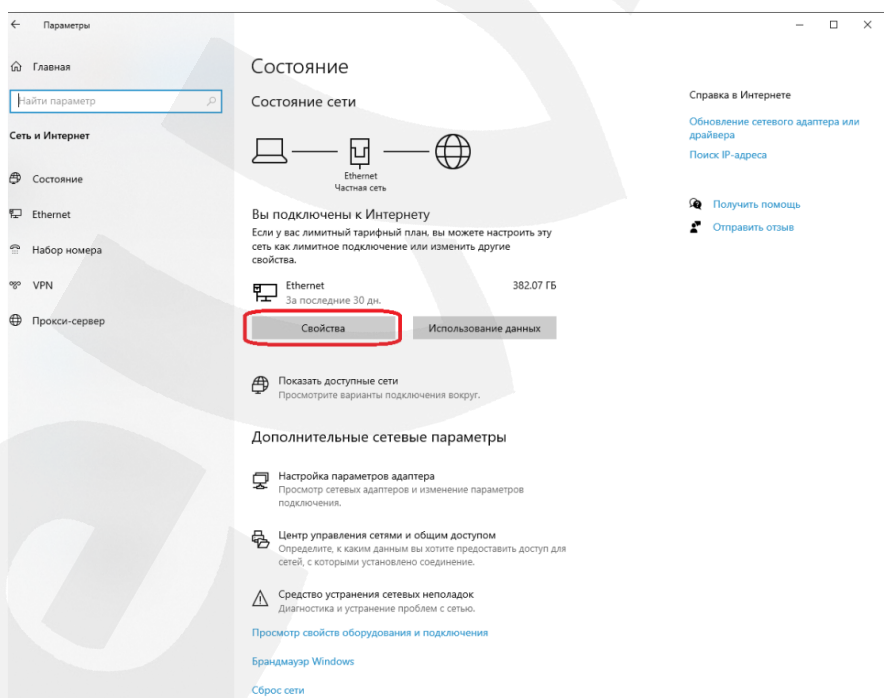 Параметры
Главная
Найти параметр
Сеть и Интернет
Состояние
Ethernet
Набор номера
VPN
Прокси-сервер
Состояние
Состояние сети
Ethernet
Частная сеть
Вы подключены к Интернету
Если у вас лимитный тарифный план, вы можете настроить эту
сеть как лимитное подключение или изменить другие
свойства.
Ethernet
382.07 ГБ
За последние 30 дн.
Свойства
Использование данных
Показать доступные сети
Просмотрите варианты подключения вокруг.
Дополнительные сетевые параметры
Настройка параметров адаптера
Просмотр сетевых адаптеров и изменение параметров
подключения.
Центр управления сетями и общим доступом
Определите, к каким данным вы хотите предоставить доступ для
сетей, с которыми установлено соединение.
Средство устранения сетевых неполадок
Диагностика и устранение проблем с сетью.
Просмотр свойств оборудования и подключения
Брандмауэр Windows
Сброс сети
Справка в Интернете
Обновление сетевого адаптера или
драйвера
Поиск IP-адреса
Получить помощь
Отправить отзыв